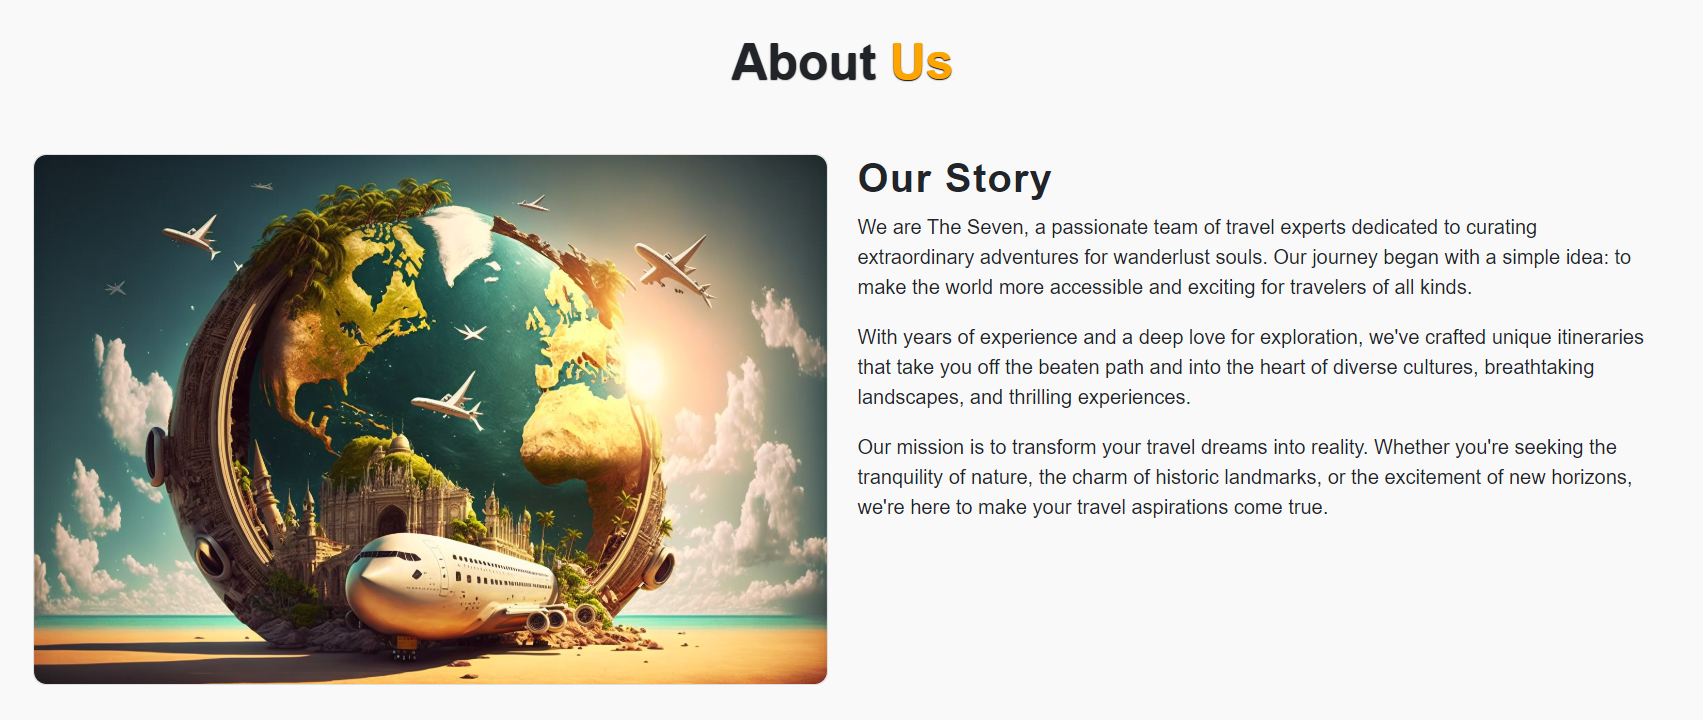 About Us
Our Story
We are The Seven, a passionate team of travel experts dedicated to curating
extraordinary adventures for wanderlust souls. Our journey began with a simple idea: to
make the world more accessible and exciting for travelers of all kinds.
With years of experience and a deep love for exploration, we've crafted unique itineraries
that take you off the beaten path and into the heart of diverse cultures, breathtaking
landscapes, and thrilling experiences.
Our mission is to transform your travel dreams into reality. Whether you're seeking the
tranquility of nature, the charm of historic landmarks, or the excitement of new horizons,
we're here to make your travel aspirations come true.